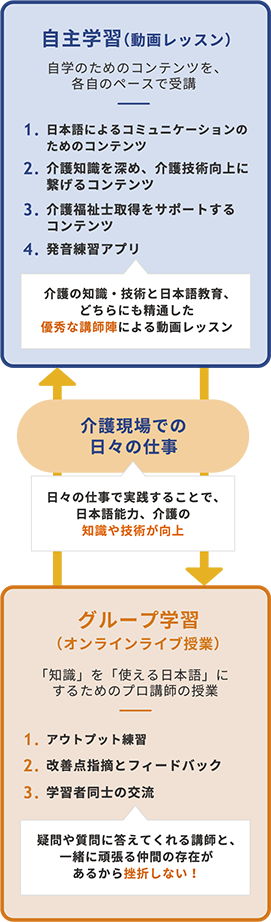 自主学習(動画レッスン)
自学のためのコンテンツを、
各自のペースで受講
1. 日本語によるコミュニケーションの
ためのコンテンツ
2. 介護知識を深め、介護技術向上に
繋げるコンテンツ
3. 介護福祉士取得をサポートする
コンテンツ
4. 発音練習アプリ
介護の知識・技術と日本語教育、
どちらにも精通した
優秀な講師陣による動画レッスン
介護現場での
日々の仕事
日々の仕事で実践することで、
日本語能力、介護の
知識や技術が向上
グループ学習
(オンラインライブ授業)
「知識」を「使える日本語」に
するためのプロ講師の授業
1. アウトプット練習
2. 改善点指摘とフィードバック
3. 学習者同士の交流
疑問や質問に答えてくれる講師と、
一緒に頑張る仲間の存在が
あるから挫折しない！